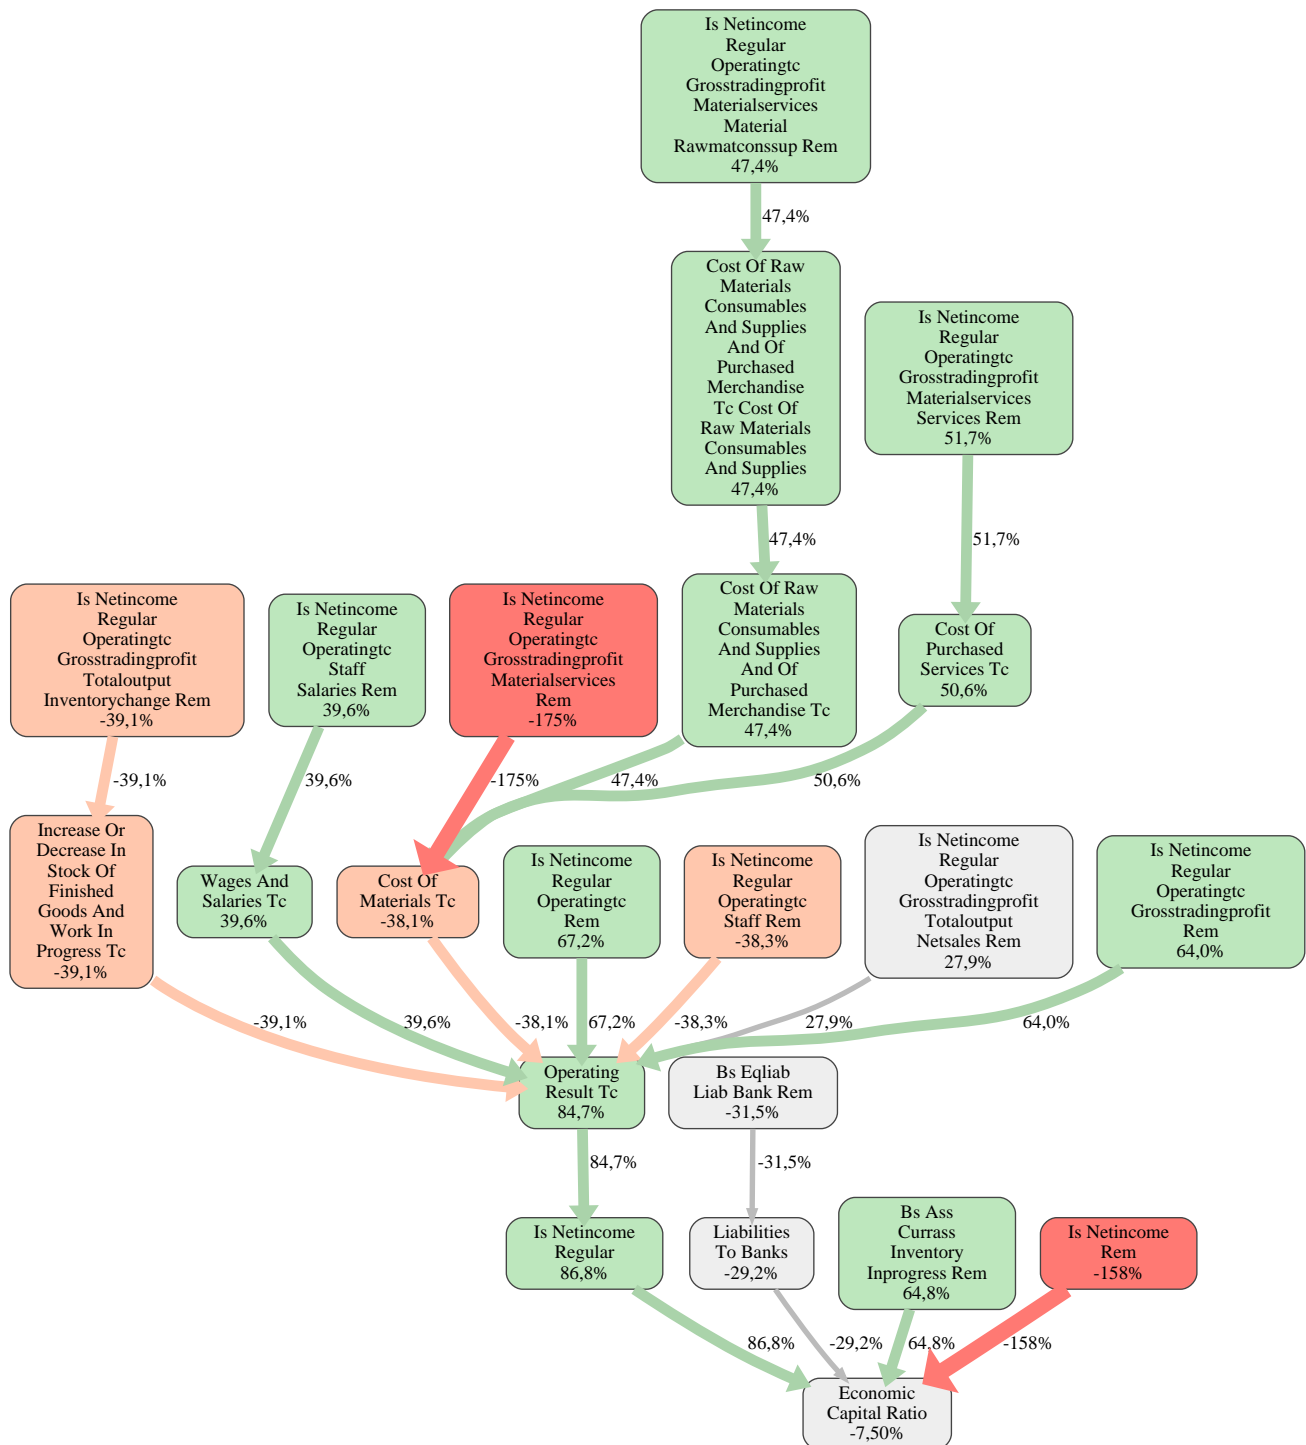 Is Netincome
Regular
Operatingtc
Grosstradingprofit
Materialservices
Material
Rawmatconssup Rem
47,4%
47,4%
Cost Of Raw
Materials
Consumables
And Supplies
And Of
Purchased
Merchandise
Tc Cost Of
Raw Materials
Consumables
And Supplies
47,4%
Is Netincome
Regular
Operatingtc
Grosstradingprofit
Materialservices
Services Rem
51,7%
47,4%
51,7%
Is Netincome
Regular
Operatingtc
Grosstradingprofit
Totaloutput
Inventorychange Rem
-39,1%
Is Netincome
Regular
Operatingtc
Staff
Salaries Rem
39,6%
Is Netincome
Regular
Operatingtc
Grosstradingprofit
Materialservices
Rem
-175%
Cost Of Raw
Materials
Consumables
And Supplies
And Of
Purchased
Merchandise Tc
47,4%
Cost Of
Purchased
Services Tc
50,6%
-39,1%
39,6%
-175%
47,4%
50,6%
Increase Or
Decrease In
Stock Of
Finished
Goods And
Work In
Progress Tc
-39,1%
Wages And
Salaries Tc
39,6%
Cost Of
Materials Tc
-38,1%
Is Netincome
Regular
Operatingtc
Rem
67,2%
Is Netincome
Regular
Operatingtc
Staff Rem
-38,3%
Is Netincome
Regular
Operatingtc
Grosstradingprofit
Totaloutput
Netsales Rem
27,9%
Is Netincome
Regular
Operatingtc
Grosstradingprofit
Rem
64,0%
-39,1%
39,6%
-38,1%
67,2%
-38,3%
27,9%
64,0%
Operating
Result Tc
84,7%
Bs Eqliab
Liab Bank Rem
-31,5%
84,7%
-31,5%
Is Netincome
Regular
86,8%
Liabilities
To Banks
-29,2%
Bs Ass
Currass
Inventory
Inprogress Rem
64,8%
Is Netincome
Rem
-158%
86,8%
-29,2%
64,8%
-158%
Economic
Capital Ratio
-7,50%